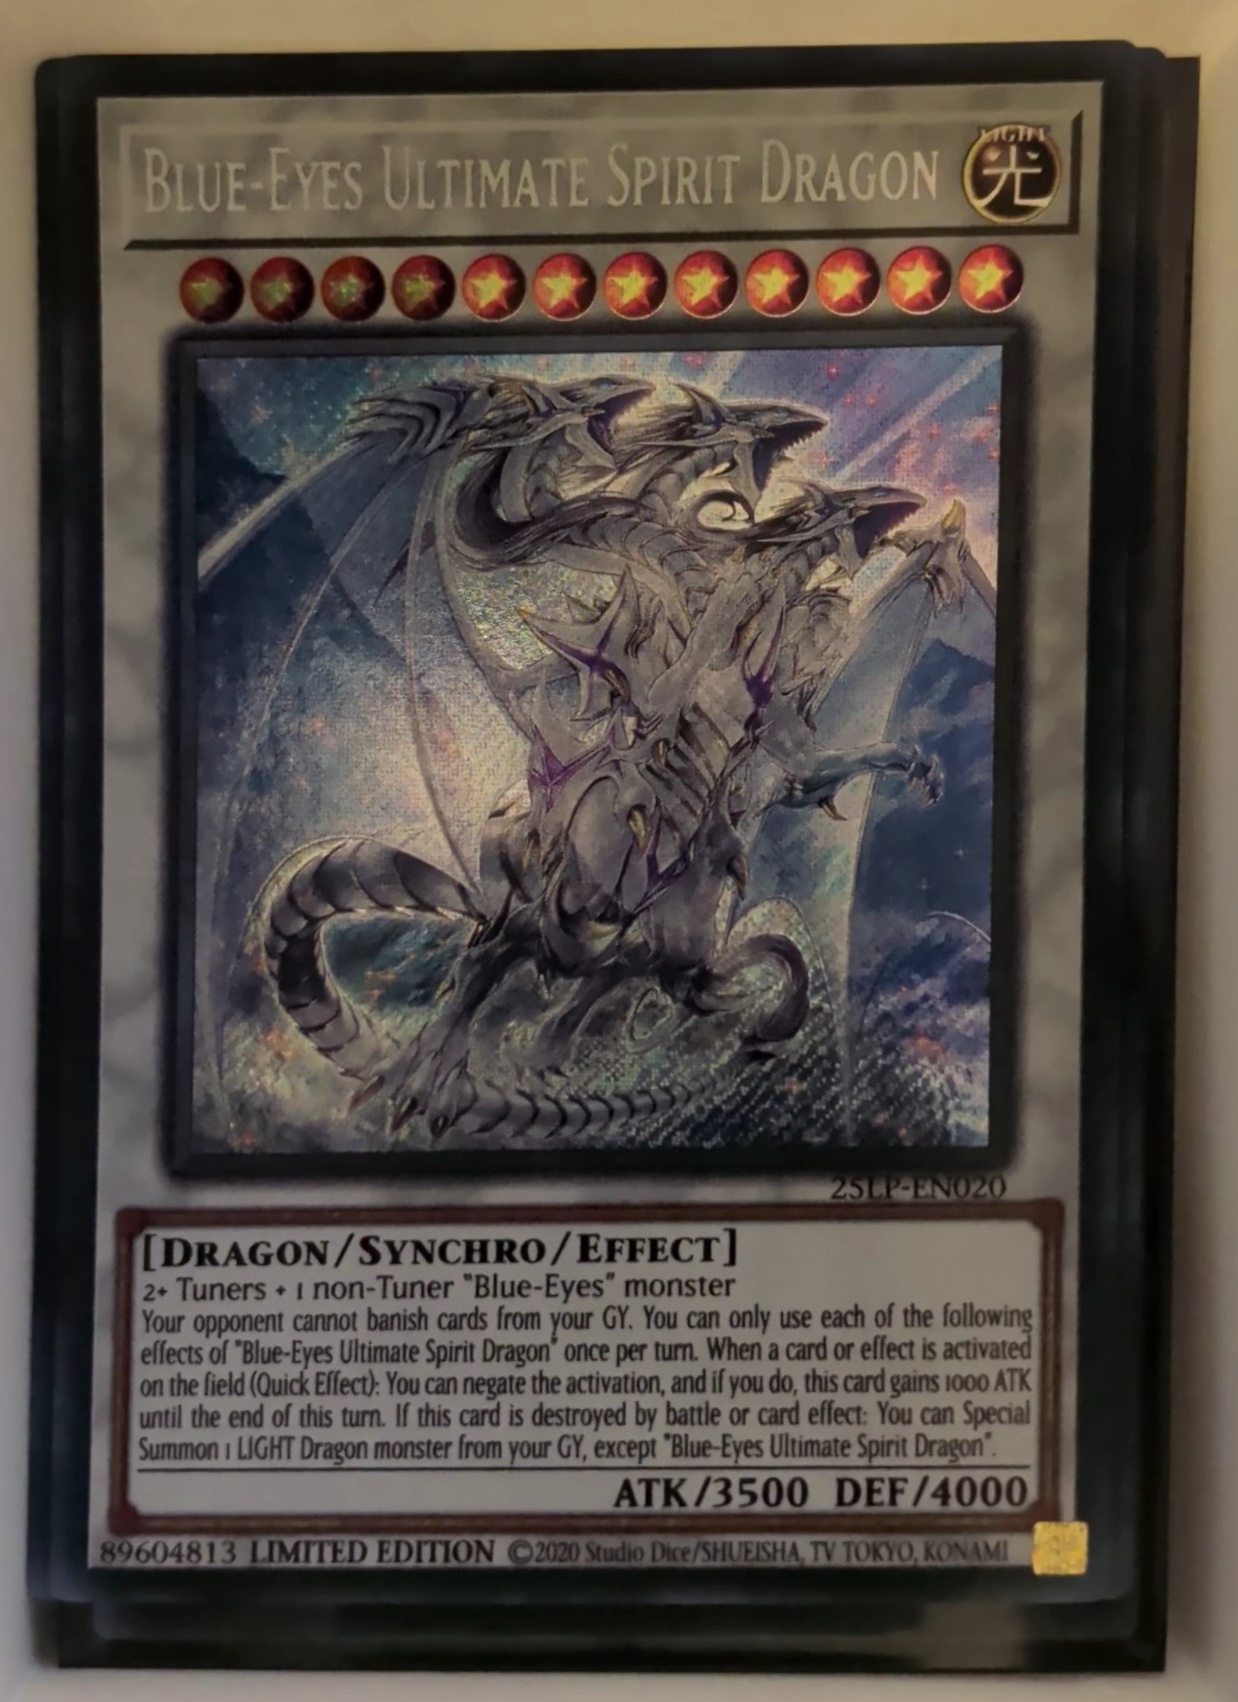 BLUE-EYES ULTIMATE SPIRIT DRAGON
LIGHT
光
25LP-EN020
[DRAGON/SYNCHRO/EFFECT]
2+ Tuners + 1 non-Tuner "Blue-Eyes" monster
Your opponent cannot banish cards from your GY. You can only use each of the following
effects of "Blue-Eyes Ultimate Spirit Dragon" once per turn. When a card or effect is activated
on the field (Quick Effect): You can negate the activation, and if you do, this card gains 1000 ATK
until the end of this turn. If this card is destroyed by battle or card effect: You can Special
Summon 1 LIGHT Dragon monster from your GY, except "Blue-Eyes Ultimate Spirit Dragon".
ATK/3500 DEF/4000
89604813 LIMITED EDITION ©2020 Studio Dice/SHUEISHA, TV TOKYO, KONAMI